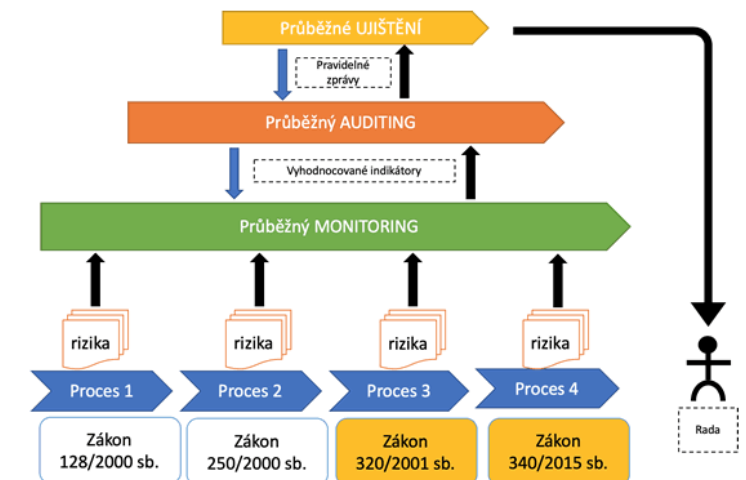 Průběžné UJIŠTĚNÍ
Pravidelné
zprávy
Průběžný AUDITING
Vyhodnocované indikátory
Průběžný MONITORING
rizika
rizika
rizika
rizika
Proces 1
Proces 2
Proces 3
Proces 4
Rada
Zákon
128/2000 sb.
Zákon
250/2000 sb.
Zákon
320/2001 sb.
Zákon
340/2015 sb.